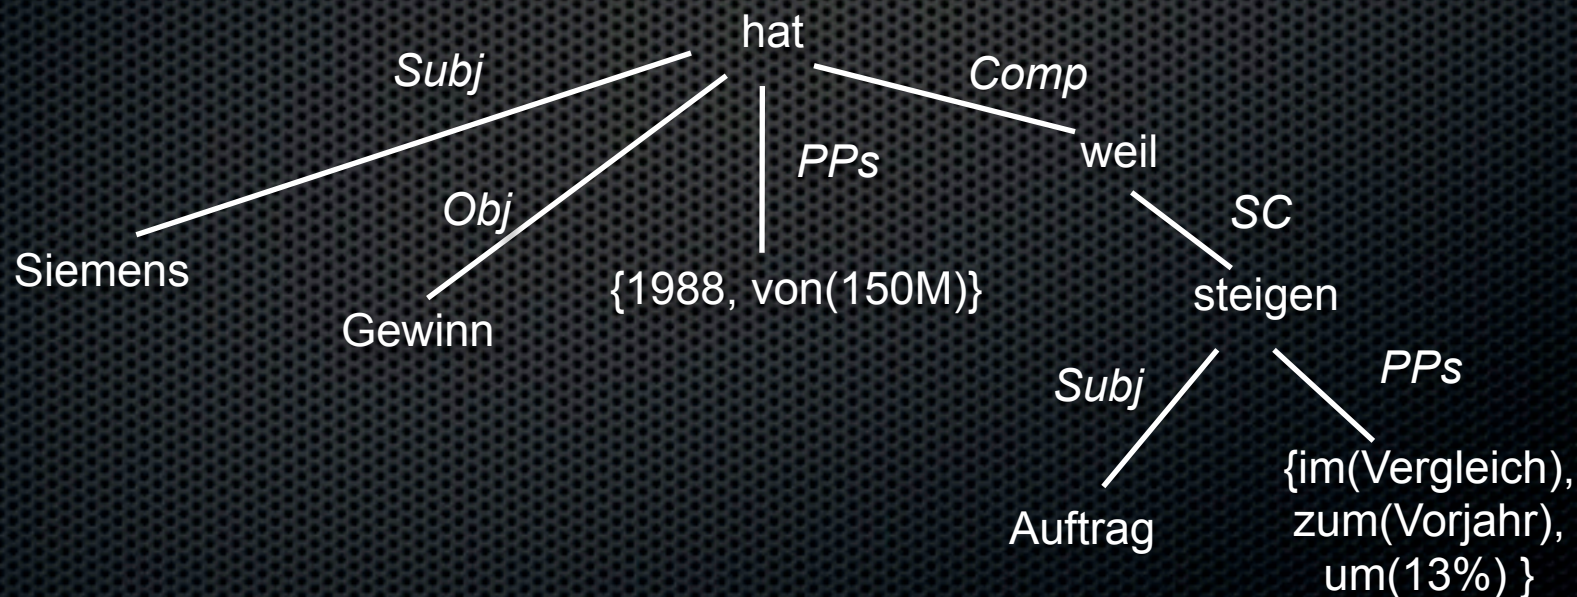 hat
Subj
Comp
weil
PPs
Obj
SC
Siemens
{1988, von(150M)}
steigen
Gewinn
Subj
PPs
{im(Vergleich),
zum(Vorjahr),
um(13%) }
Auftrag